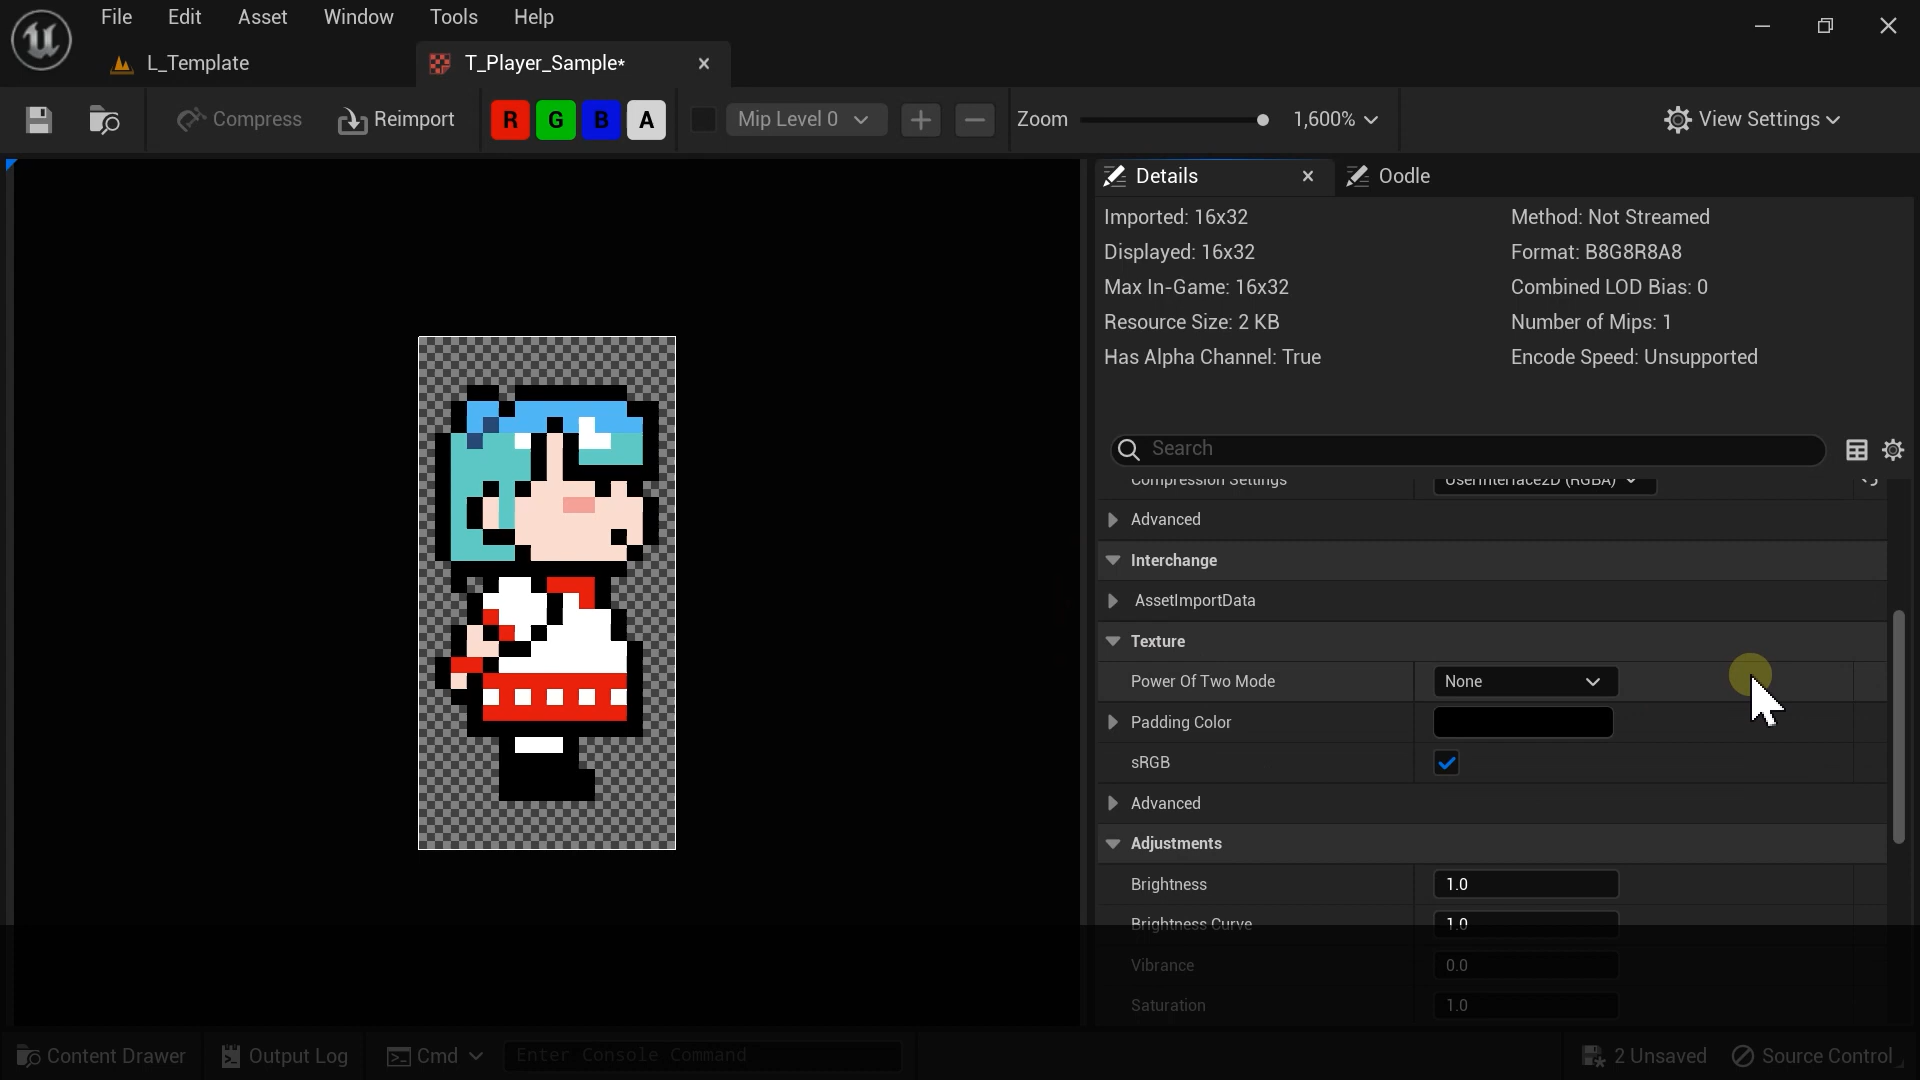 File Edit Asset Window Tools Help
L_Template
T_Player_Sample*
Compress
Reimport
R G B A
Mip Level 0
Zoom
1,600%
View Settings
Details
Oodle
Imported: 16x32
Method: Not Streamed
Displayed: 16x32
Format: B8G8R8A8
Max In-Game: 16x32
Combined LOD Bias: 0
Resource Size: 2 KB
Number of Mips: 1
Has Alpha Channel: True
Encode Speed: Unsupported
Search
Compression Settings
UserInterface2D (RGBA)
Advanced
Interchange
AssetImportData
Texture
Power Of Two Mode
None
Padding Color
sRGB
Advanced
Adjustments
Brightness
1.0
Brightness Curve
1.0
Vibrance
0.0
Saturation
1.0
Content Drawer
Output Log
Cmd
Enter Console Command
2 Unsaved
Source Control